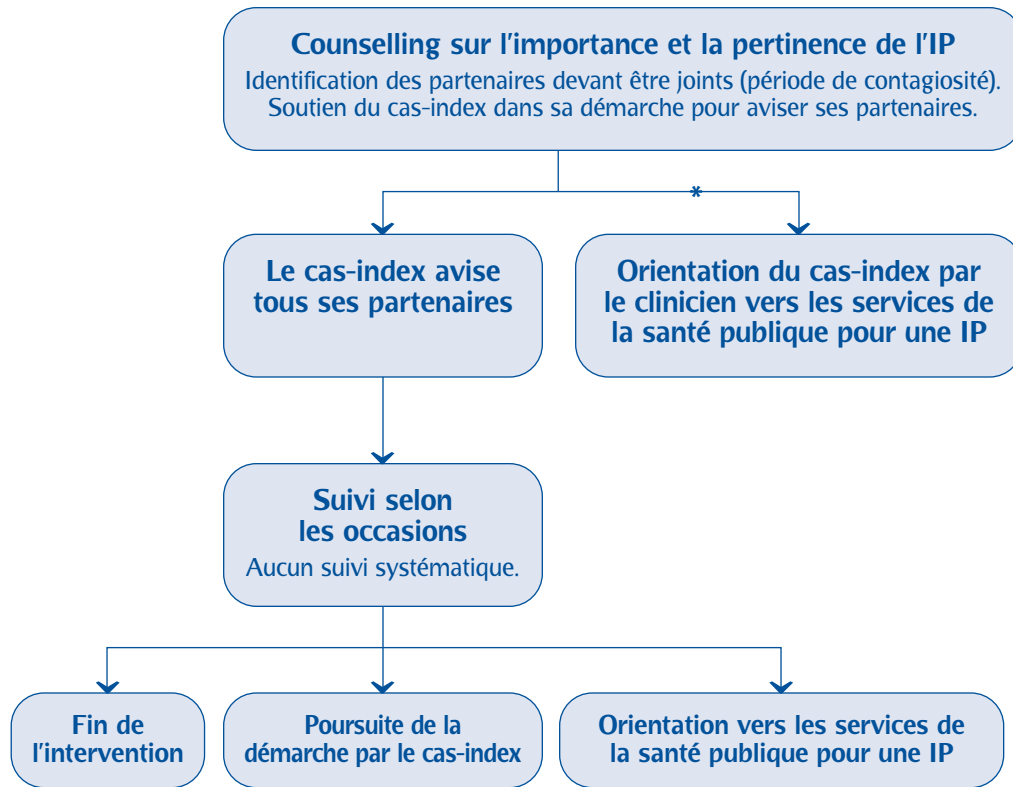 Counselling sur l'importance et la pertinence de l'IP
Identification des partenaires devant être joints (période de contagiosité).
Soutien du cas-index dans sa démarche pour aviser ses partenaires.
*
Le cas-index avise
tous ses partenaires
Orientation du cas-index par
le clinicien vers les services de
la santé publique pour une IP
Suivi selon
les occasions
Aucun suivi systématique.
Fin de
l'intervention
Poursuite de la
démarche par le cas-index
Orientation vers les services de
la santé publique pour une IP